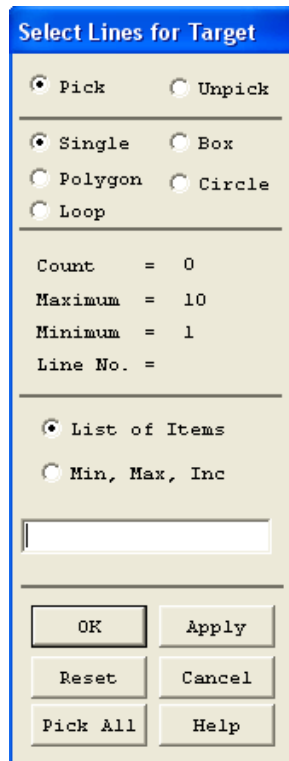 Select Lines for Target
Pick Unpick
Single Box
Polygon Circle
Loop
Count = 0
Maximum = 10
Minimum = 1
Line No. =
List of Items
Min, Max, Inc
OK Apply
Reset Cancel
Pick All Help